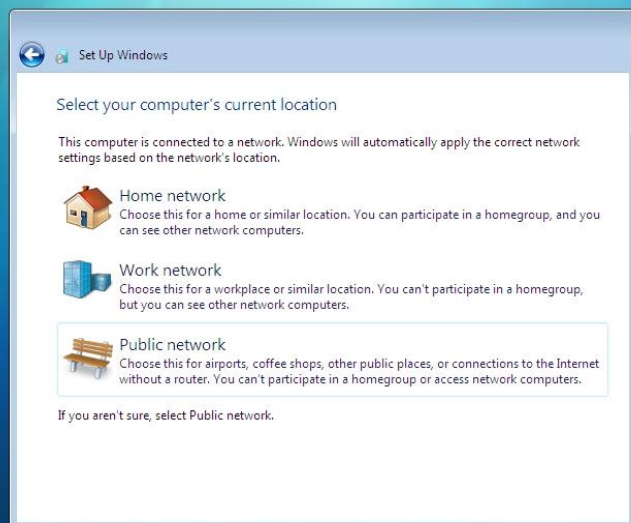 Set Up Windows
Select your computer's current location
This computer is connected to a network. Windows will automatically apply the correct network
settings based on the network's location.
Home network
Choose this for a home or similar location. You can participate in a homegroup, and you
can see other network computers.
Work network
Choose this for a workplace or similar location. You can't participate in a homegroup,
but you can see other network computers.
Public network
Choose this for airports, coffee shops, other public places, or connections to the Internet
without a router. You can't participate in a homegroup or access network computers.
If you aren't sure, select Public network.